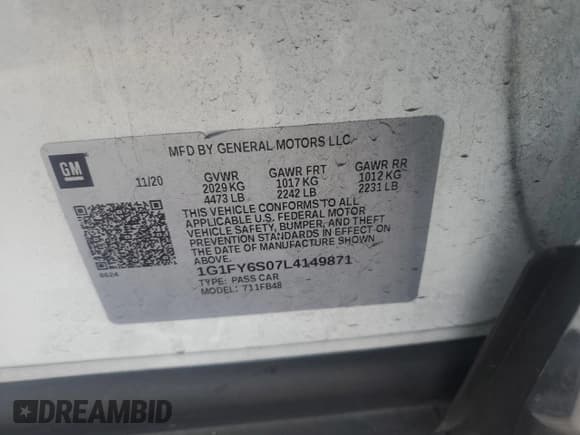 GM
MFD BY GENERAL MOTORS LLC
11/20 GVWR GAWR FRT GAWR RR
2029 KG 1017 KG 1012 KG
4473 LB 2242 LB 2231 LB
THIS VEHICLE CONFORMS TO ALL
APPLICABLE U.S. FEDERAL MOTOR
VEHICLE SAFETY, BUMPER, AND THEFT
PREVENTION STANDARDS IN EFFECT ON
THE DATE OF MANUFACTURE SHOWN
ABOVE.
6624 1G1FY6S07L4149871
TYPE: PASS CAR
MODEL: 711FB48
DREAMBID